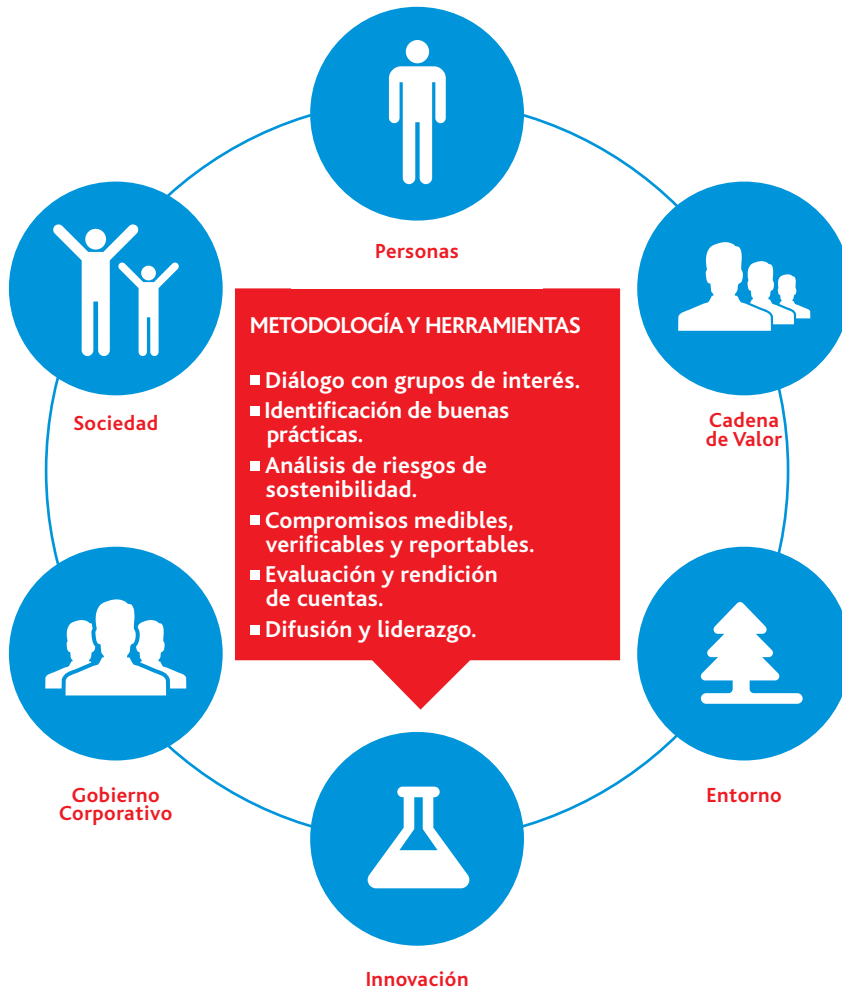 Personas
Sociedad
Cadena
de Valor
METODOLOGÍA Y HERRAMIENTAS
■ Diálogo con grupos de interés.
■ Identificación de buenas
prácticas.
■ Análisis de riesgos de
sostenibilidad.
■ Compromisos medibles,
verificables y reportables.
■ Evaluación y rendición
de cuentas.
■ Difusión y liderazgo.
Gobierno
Corporativo
Entorno
Innovación